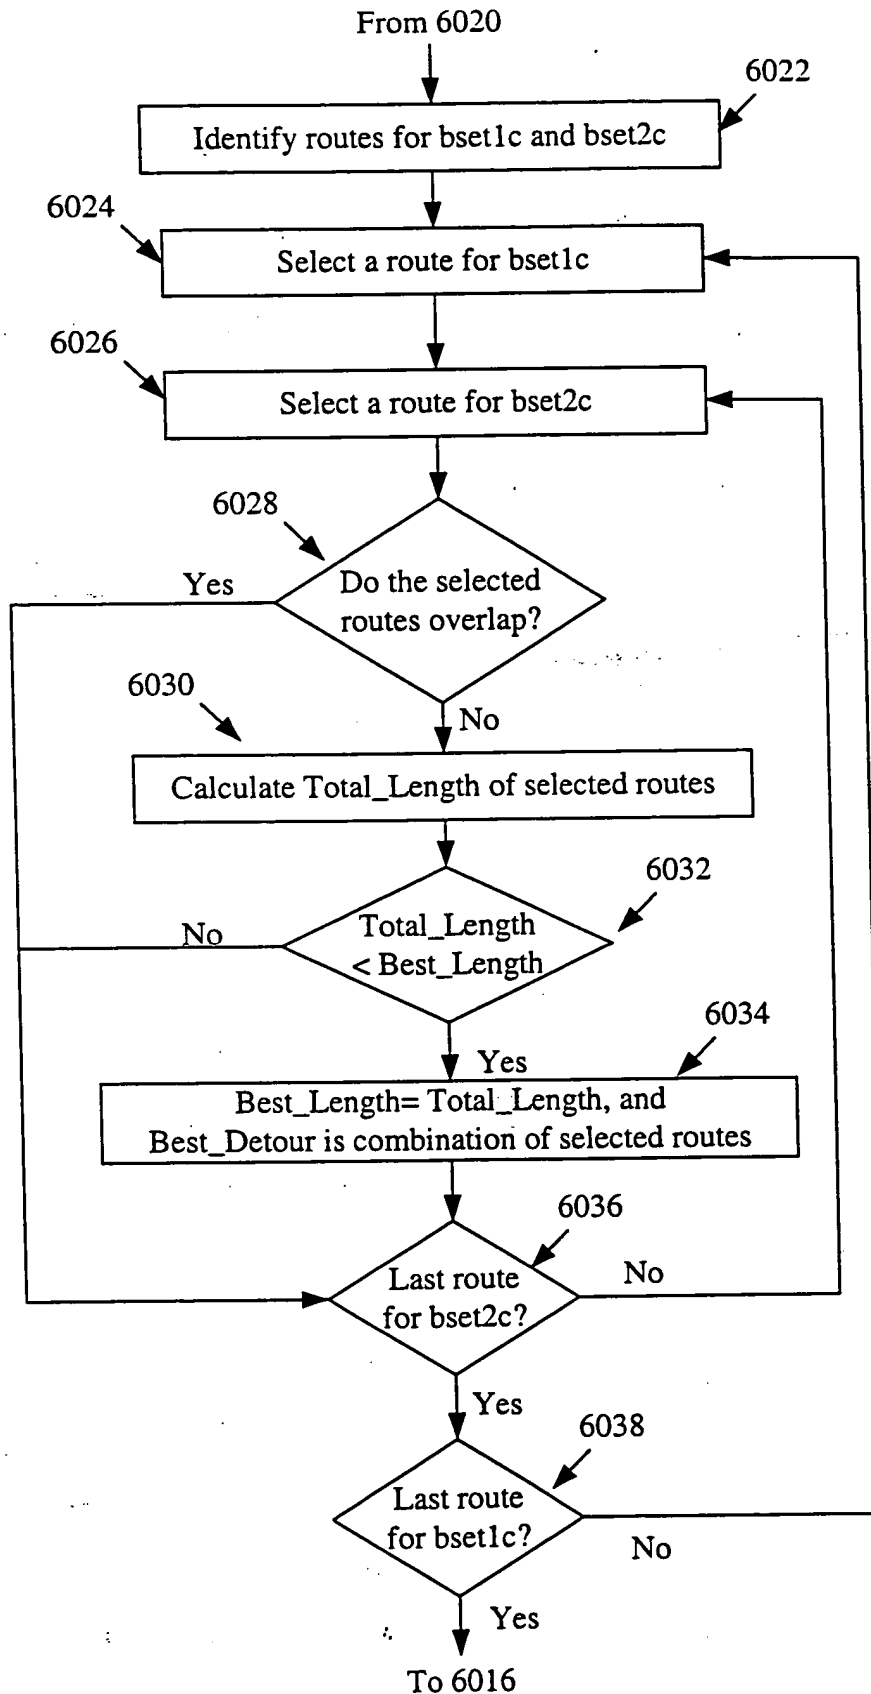 From 6020
6022
Identify routes for bset1c and bset2c
6024
Select a route for bset1c
6026
Select a route for bset2c
6028
Yes
Do the selected
routes overlap?
6030
No
Calculate Total_Length of selected routes
6032
No
Total_Length
< Best_Length
6034
Yes
Best_Length= Total_Length, and
Best_Detour is combination of selected routes
6036
Last route
for bset2c?
No
Yes
6038
Last route
for bset1c?
No
Yes
To 6016